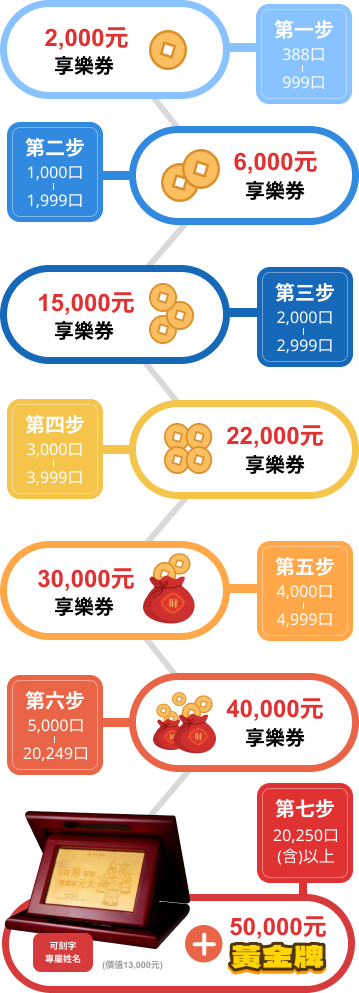 2,000元
享樂券
第一步
388口
|
999口
第二步
1,000口
|
1,999口
6,000元
享樂券
15,000元
享樂券
第三步
2,000口
|
2,999口
第四步
3,000口
|
3,999口
22,000元
享樂券
30,000元
享樂券
財
第五步
4,000口
|
4,999口
第六步
5,000口
|
20,249口
財
財
40,000元
享樂券
第七步
20,250口
(含)以上
可刻字
專屬姓名
(價值13,000元)
50,000元
黃金牌